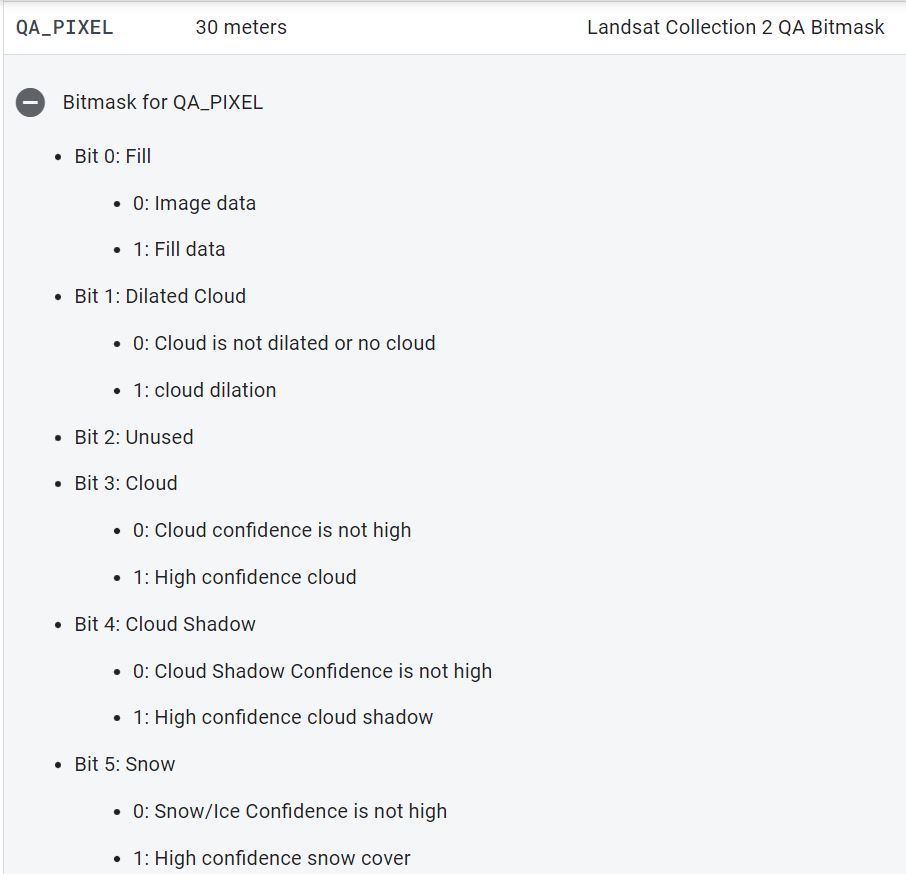 QA_PIXEL 30 meters Landsat Collection 2 QA Bitmask
Bitmask for QA_PIXEL
• Bit 0: Fill
• 0: Image data
• 1: Fill data
• Bit 1: Dilated Cloud
• 0: Cloud is not dilated or no cloud
• 1: cloud dilation
• Bit 2: Unused
• Bit 3: Cloud
• 0: Cloud confidence is not high
• 1: High confidence cloud
• Bit 4: Cloud Shadow
• 0: Cloud Shadow Confidence is not high
• 1: High confidence cloud shadow
• Bit 5: Snow
• 0: Snow/Ice Confidence is not high
• 1: High confidence snow cover